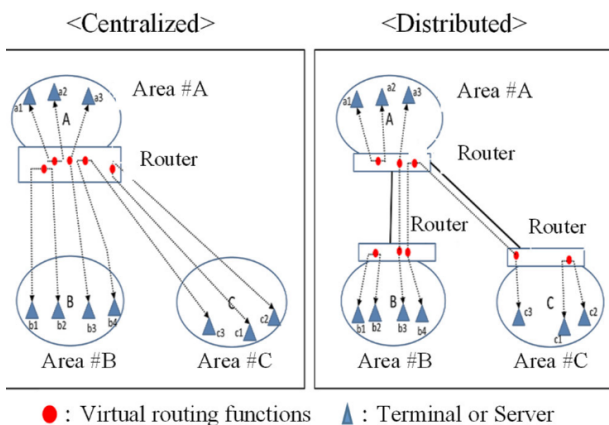 <Centralized>
<Distributed>
Area #A
a1
a2
a3
A
Router
B
b1
b2
b3
b4
C
c3
c1
c2
Area #B
Area #C
Area #A
a1
a2
a3
A
Router
Router
Router
B
b1
b2
b3
b4
C
c3
c1
c2
Area #B
Area #C
: Virtual routing functions
: Terminal or Server